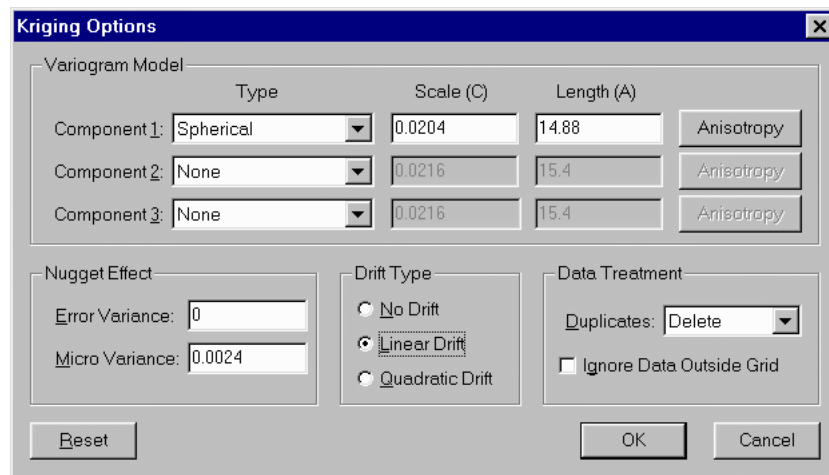 Kriging Options
Variogram Model
Type Scale (C) Length (A)
Component 1: Spherical 0.0204 14.88 Anisotropy
Component 2: None 0.0216 15.4 Anisotropy
Component 3: None 0.0216 15.4 Anisotropy
Nugget Effect Drift Type Data Treatment
Error Variance: 0 No Drift Duplicates: Delete
Micro Variance: 0.0024 Linear Drift Ignore Data Outside Grid
Quadratic Drift
Reset OK Cancel